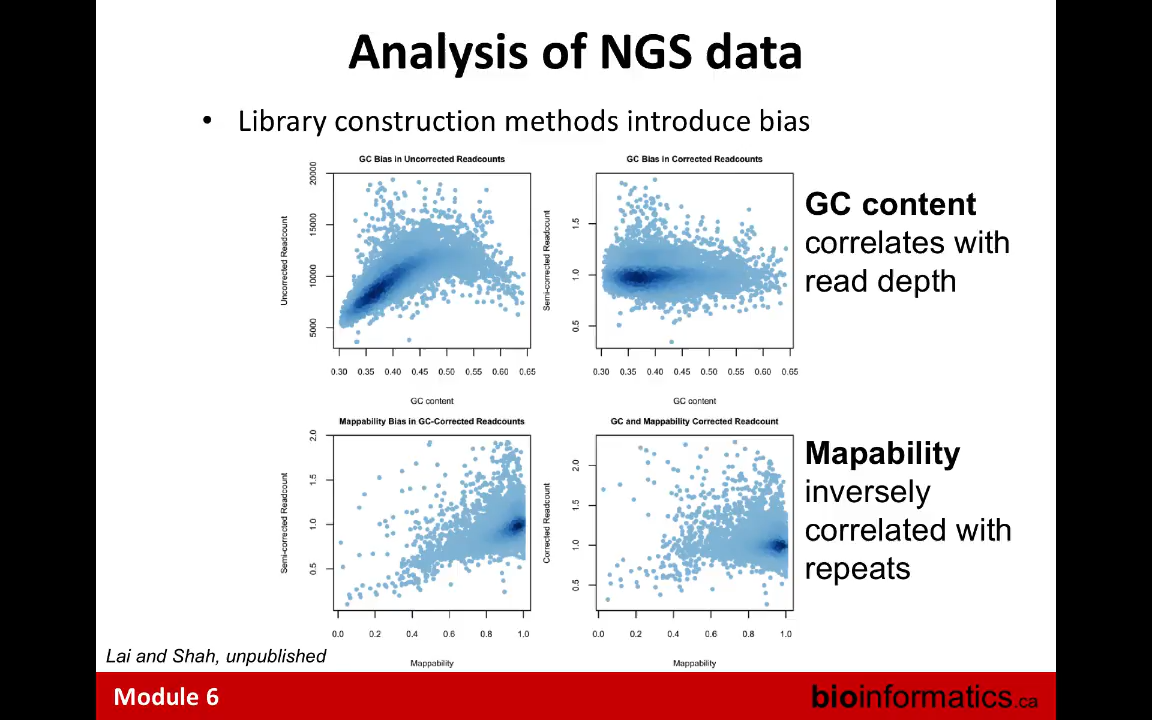 Analysis of NGS data
• Library construction methods introduce bias
GC Bias in Uncorrected Readcounts
Uncorrected Readcount
20000
15000
10000
5000
0.30 0.35 0.40 0.45 0.50 0.55 0.60 0.65
GC content
GC Bias in Corrected Readcounts
Semi-corrected Readcount
1.5
1.0
0.5
0.30 0.35 0.40 0.45 0.50 0.55 0.60 0.65
GC content
GC content
correlates with
read depth
Mappability Bias in GC-Corrected Readcounts
Semi-corrected Readcount
2.0
1.5
1.0
0.5
0.0 0.2 0.4 0.6 0.8 1.0
Mappability
GC and Mappability Corrected Readcount
Corrected Readcount
2.0
1.5
1.0
0.5
0.0 0.2 0.4 0.6 0.8 1.0
Mappability
Mapability
inversely
correlated with
repeats
Lai and Shah, unpublished
Module 6
bioinformatics.ca